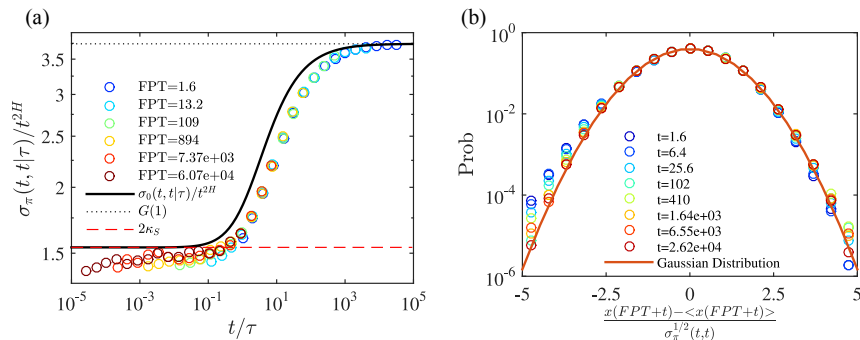 (a)
σ_π(t, t|τ)/t^{2H}
3.5
3
2.5
2
1.5
FPT=1.6
FPT=13.2
FPT=109
FPT=894
FPT=7.37e+03
FPT=6.07e+04
σ_0(t, t|τ)/t^{2H}
G(1)
2κ_S
10^{-5} 10^{-3} 10^{-1} 10^{1} 10^{3} 10^{5}
t/τ
(b)
Prob
10^{0}
10^{-2}
10^{-4}
10^{-6}
t=1.6
t=6.4
t=25.6
t=102
t=410
t=1.64e+03
t=6.55e+03
t=2.62e+04
Gaussian Distribution
-5 -2.5 0 2.5 5
x(FPT+t)-<x(FPT+t)>
σ_π^{1/2}(t,t)